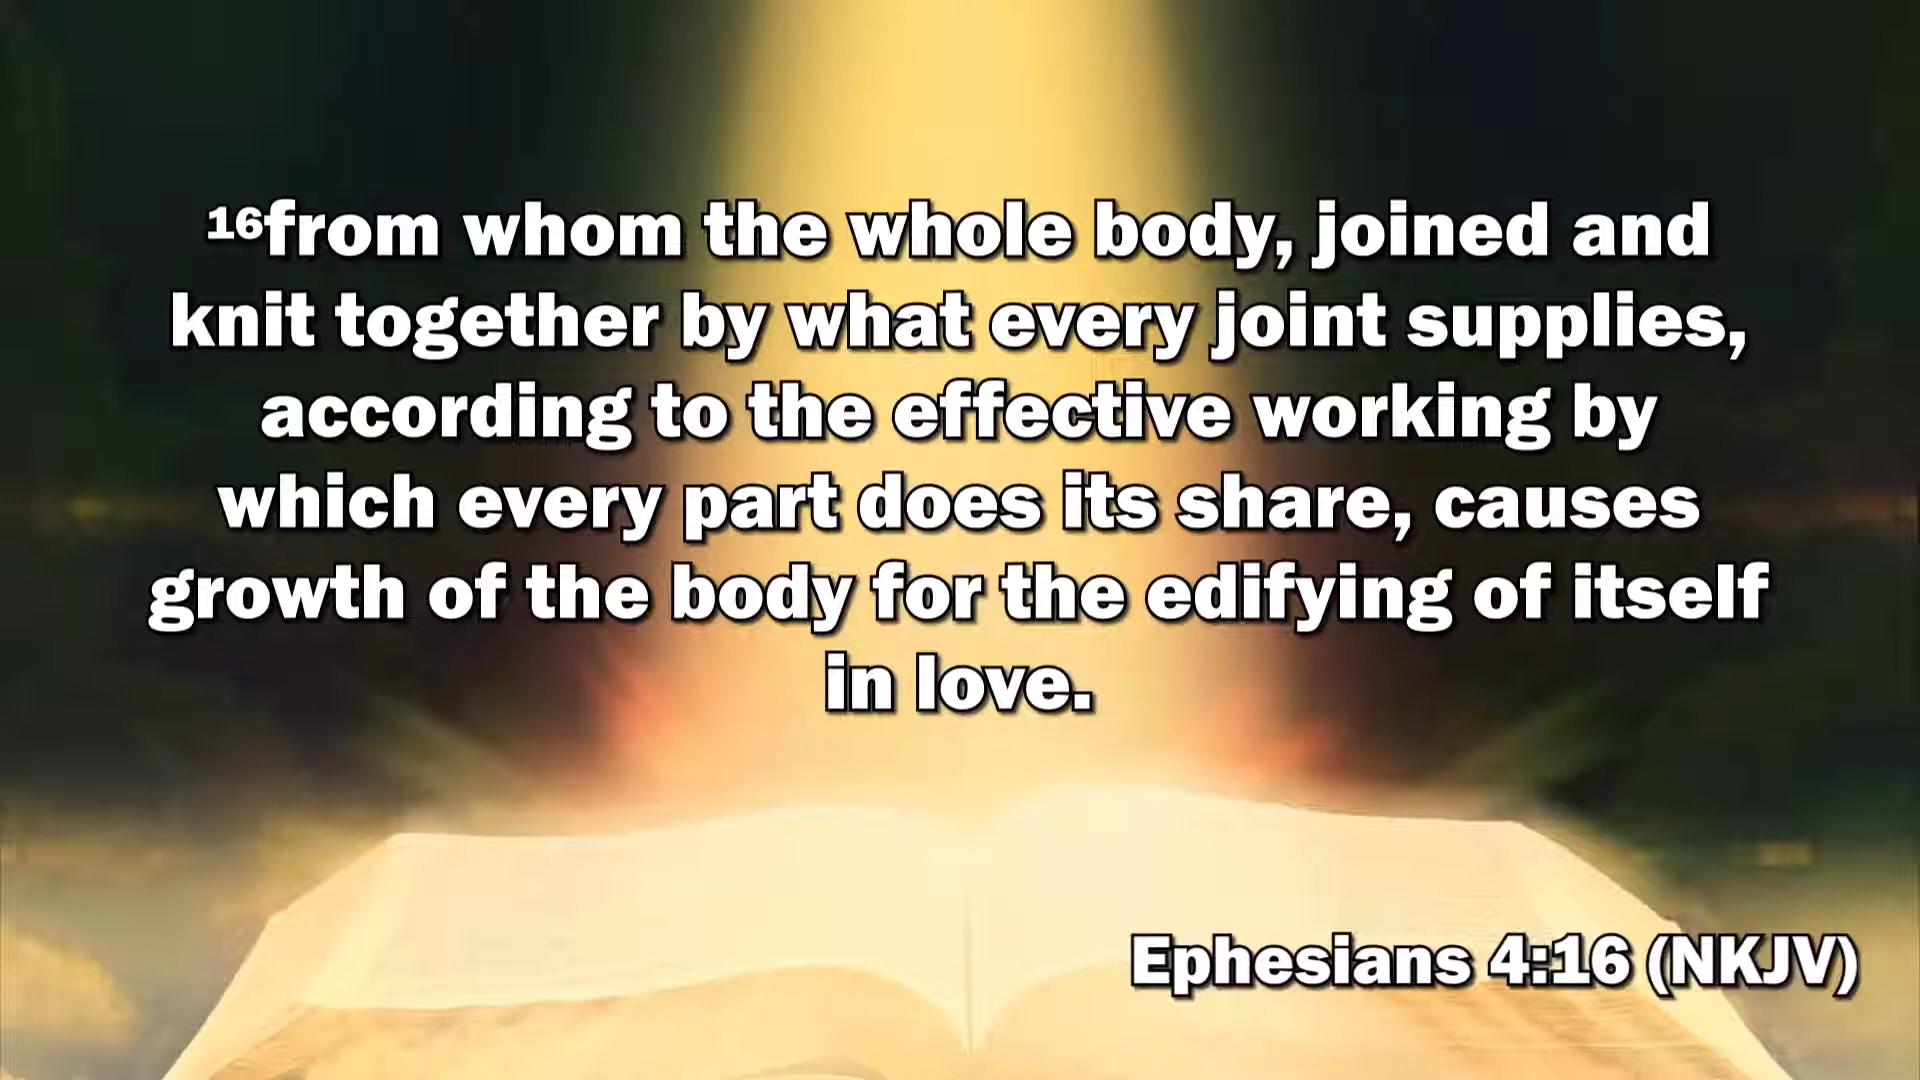 16from whom the whole body, joined and
knit together by what every joint supplies,
according to the effective working by
which every part does its share, causes
growth of the body for the edifying of itself
in love.
Ephesians 4:16 (NKJV)